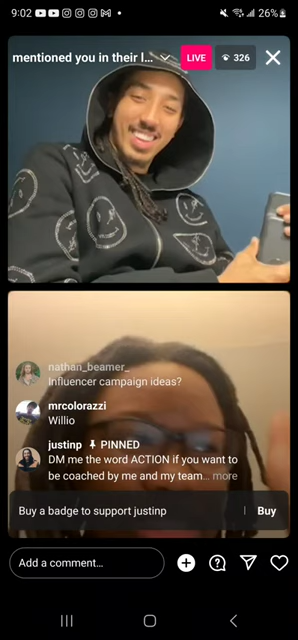 9:02
26%
mentioned you in their l...
LIVE
326
nathan_beamer_
Influencer campaign ideas?
mrcolorazzi
Willio
justinp PINNED
DM me the word ACTION if you want to
be coached by me and my team... more
Buy a badge to support justinp
Buy
Add a comment...